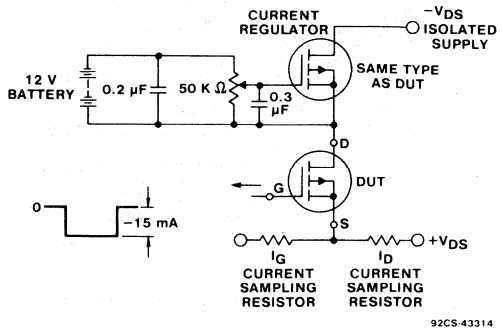 CURRENT
REGULATOR
–VDS
ISOLATED
SUPPLY
12 V
BATTERY
0.2 µF
50 K Ω
0.3
µF
SAME TYPE
AS DUT
D
DUT
G
S
0
–15 mA
+VDS
IG
CURRENT
SAMPLING
RESISTOR
ID
CURRENT
SAMPLING
RESISTOR
92CS-43314